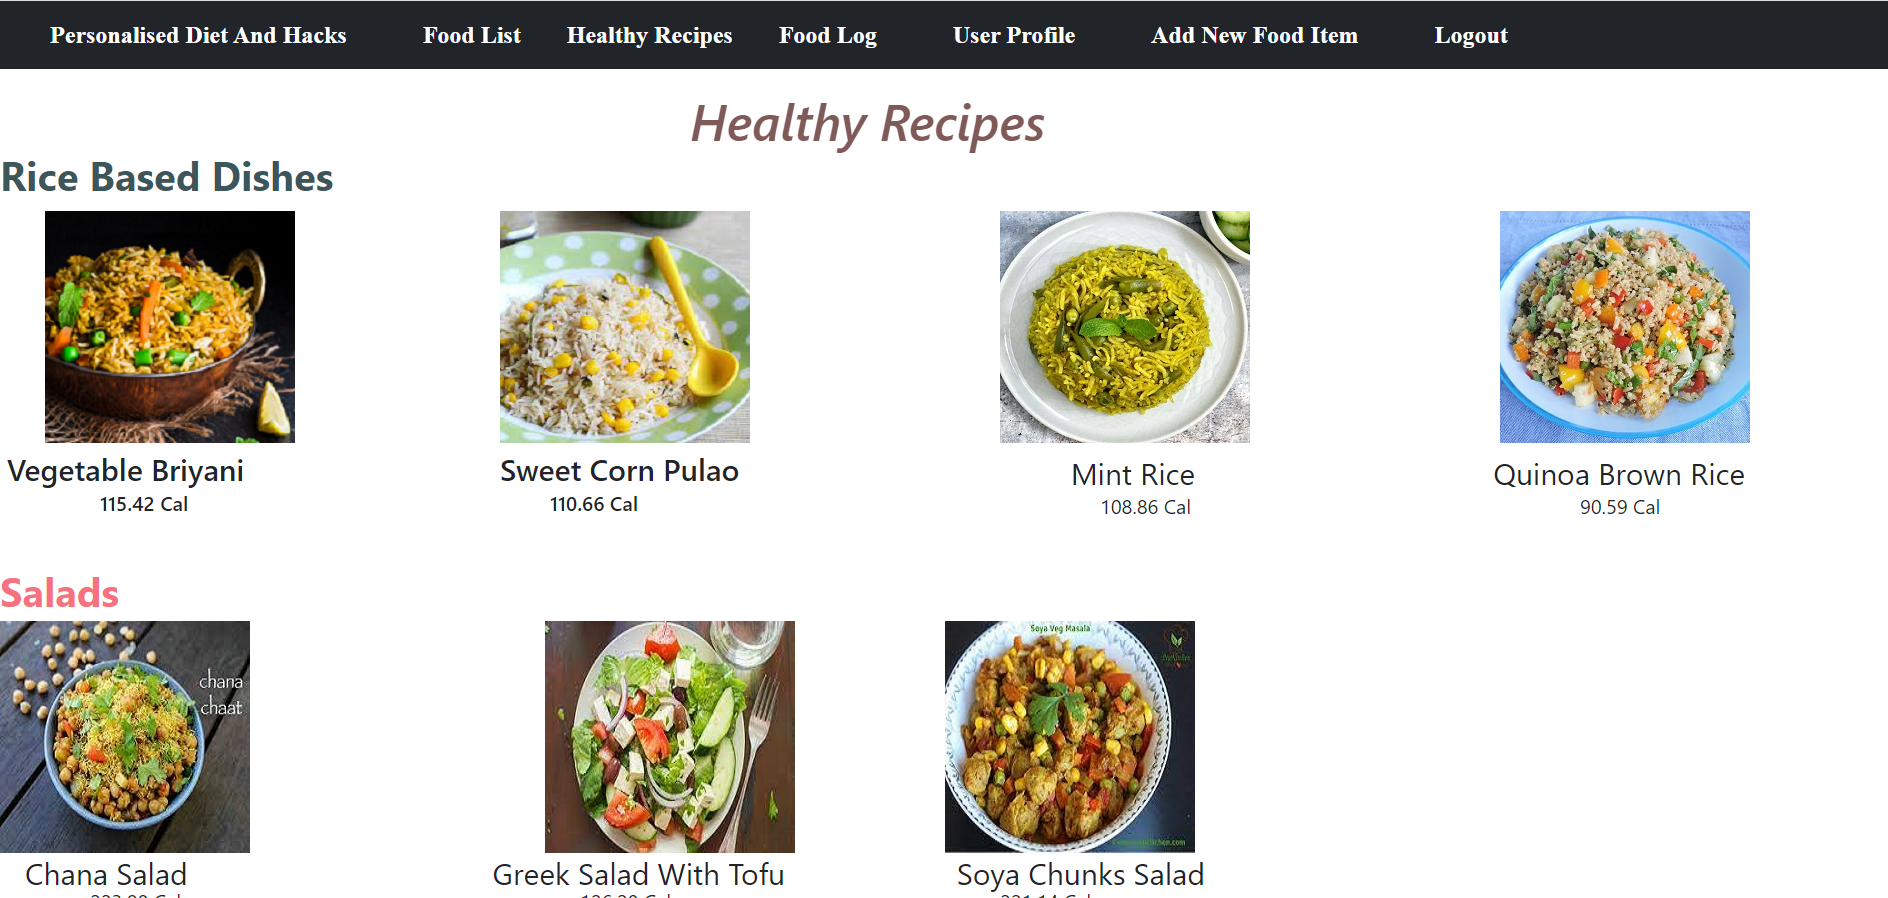 Personalised Diet And Hacks Food List Healthy Recipes Food Log User Profile Add New Food Item Logout
Healthy Recipes
Rice Based Dishes
Vegetable Briyani Sweet Corn Pulao Mint Rice Quinoa Brown Rice
115.42 Cal 110.66 Cal 108.86 Cal 90.59 Cal
Salads
Soya Veg Masala
chana
chaat
Chana Salad Greek Salad With Tofu Soya Chunks Salad